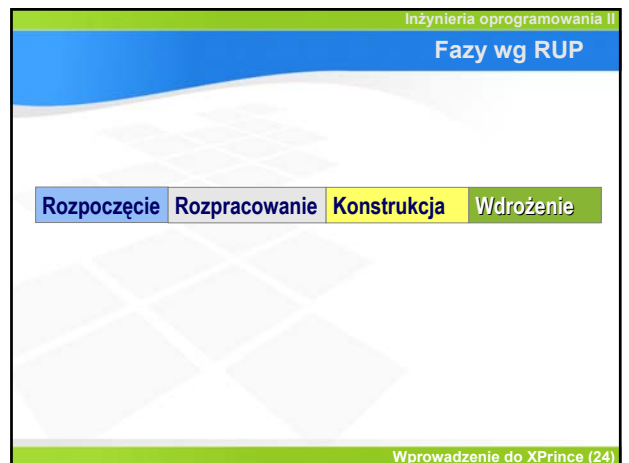 Inżynieria oprogramowania II
Fazy wg RUP
Rozpoczęcie Rozpracowanie Konstrukcja Wdrożenie
Wprowadzenie do XPrince (24)